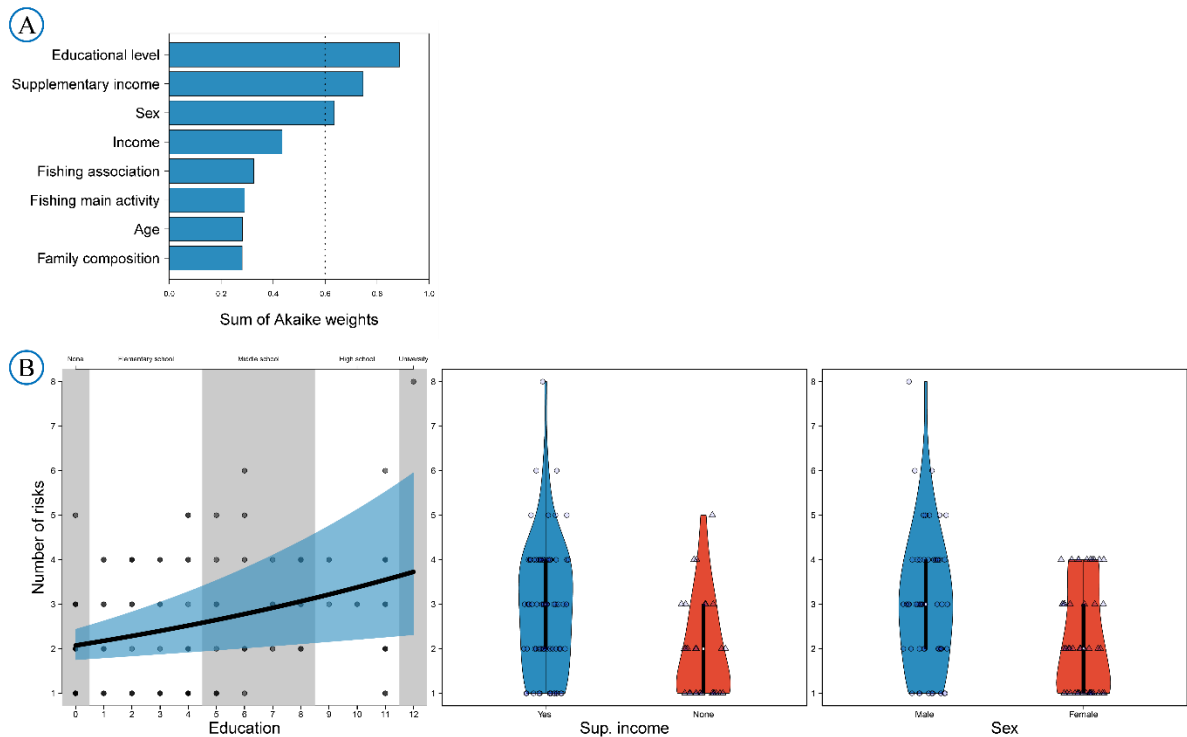 A
Educational level
Supplementary income
Sex
Income
Fishing association
Fishing main activity
Age
Family composition
0.0 0.2 0.4 0.6 0.8 1.0
Sum of Akaike weights
B
None Elementary school Middle school High school University
Number of risks
8
7
6
5
4
3
2
1
0 1 2 3 4 5 6 7 8 9 10 11 12
Education
8
7
6
5
4
3
2
1
Yes None
Sup. income
8
7
6
5
4
3
2
1
Male Female
Sex